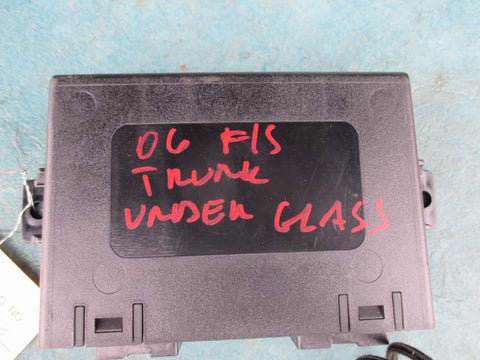 06 F/S
TRUNK
UNDER GLASS